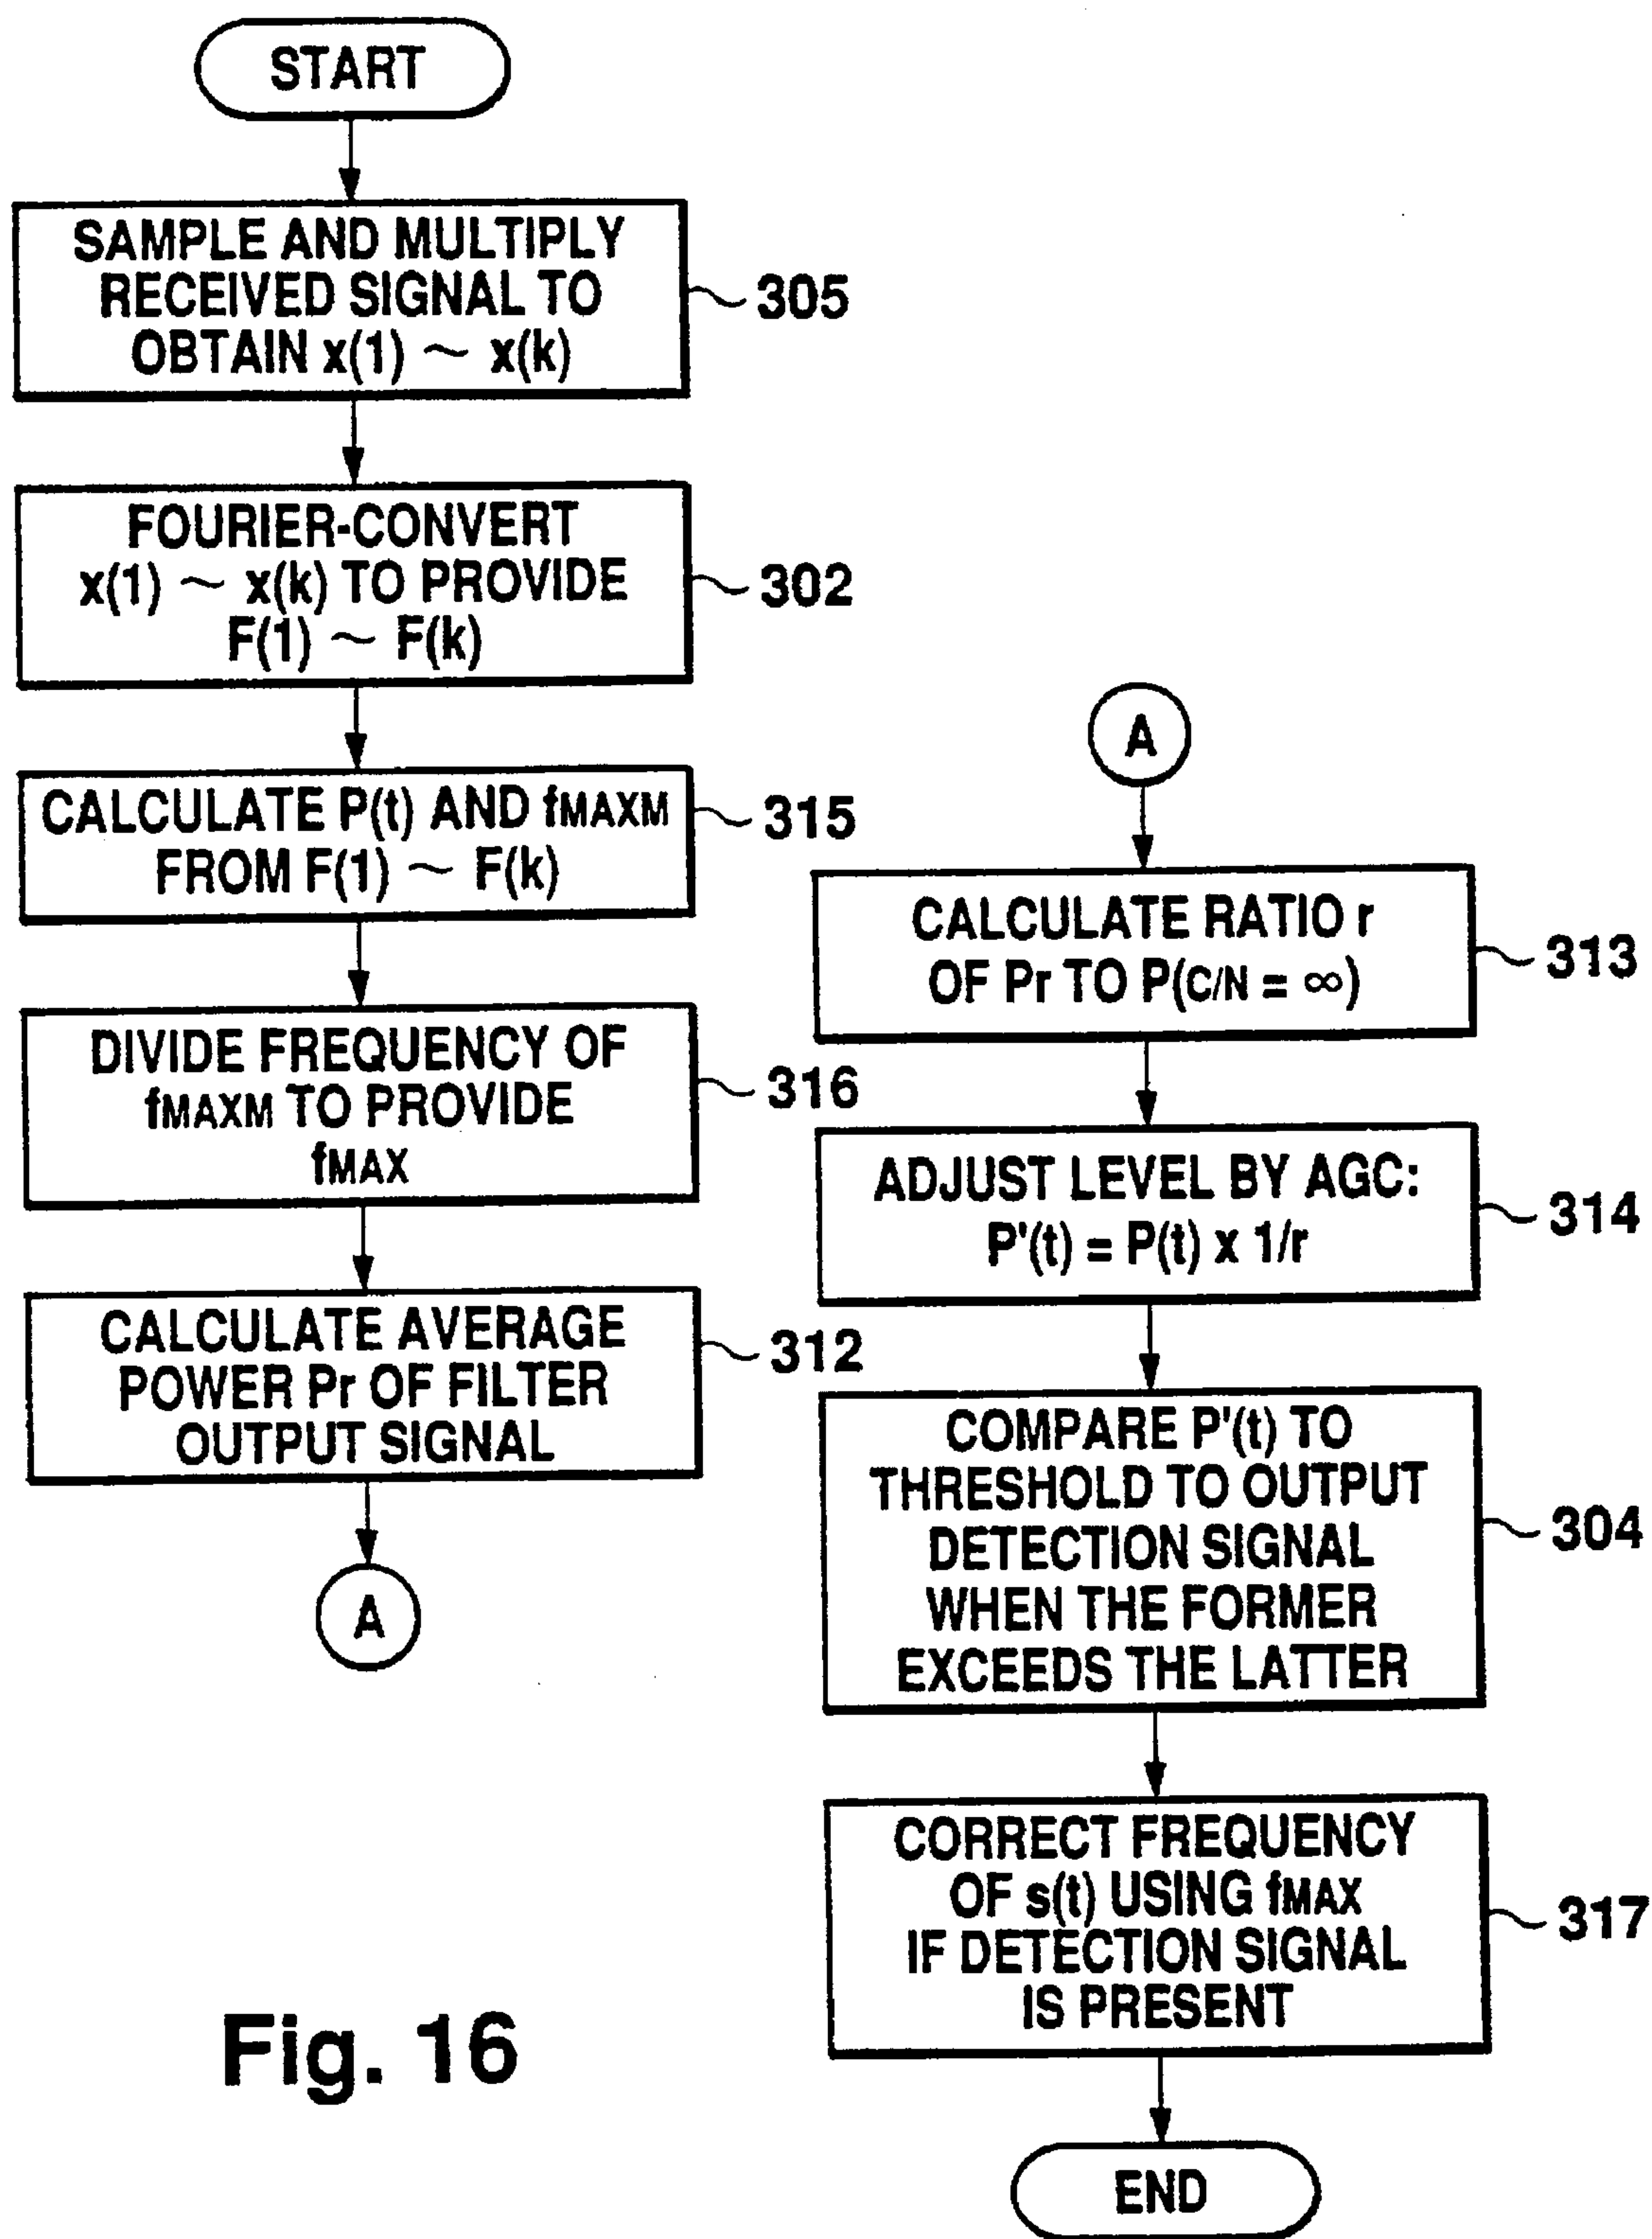 START
SAMPLE AND MULTIPLY
RECEIVED SIGNAL TO
OBTAIN x(1) ~ x(k)
305
FOURIER-CONVERT
x(1) ~ x(k) TO PROVIDE
F(1) ~ F(k)
302
CALCULATE P(t) AND fMAXM
FROM F(1) ~ F(k)
315
DIVIDE FREQUENCY OF
fMAXM TO PROVIDE
fMAX
316
CALCULATE AVERAGE
POWER Pr OF FILTER
OUTPUT SIGNAL
312
A
A
CALCULATE RATIO r
OF Pr TO P(C/N = ∞)
313
ADJUST LEVEL BY AGC:
P'(t) = P(t) x 1/r
314
COMPARE P'(t) TO
THRESHOLD TO OUTPUT
DETECTION SIGNAL
WHEN THE FORMER
EXCEEDS THE LATTER
304
CORRECT FREQUENCY
OF s(t) USING fMAX
IF DETECTION SIGNAL
IS PRESENT
317
END
Fig. 16